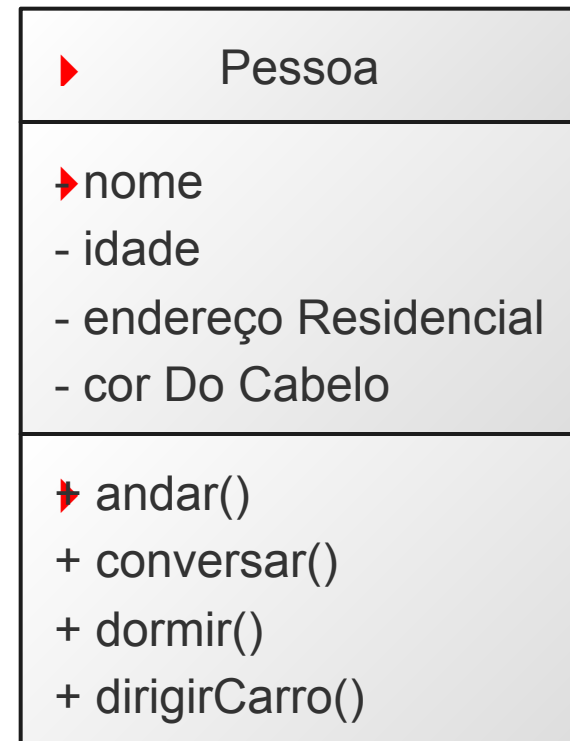 Pessoa
- nome
- idade
- endereço Residencial
- cor Do Cabelo
+ andar()
+ conversar()
+ dormir()
+ dirigirCarro()